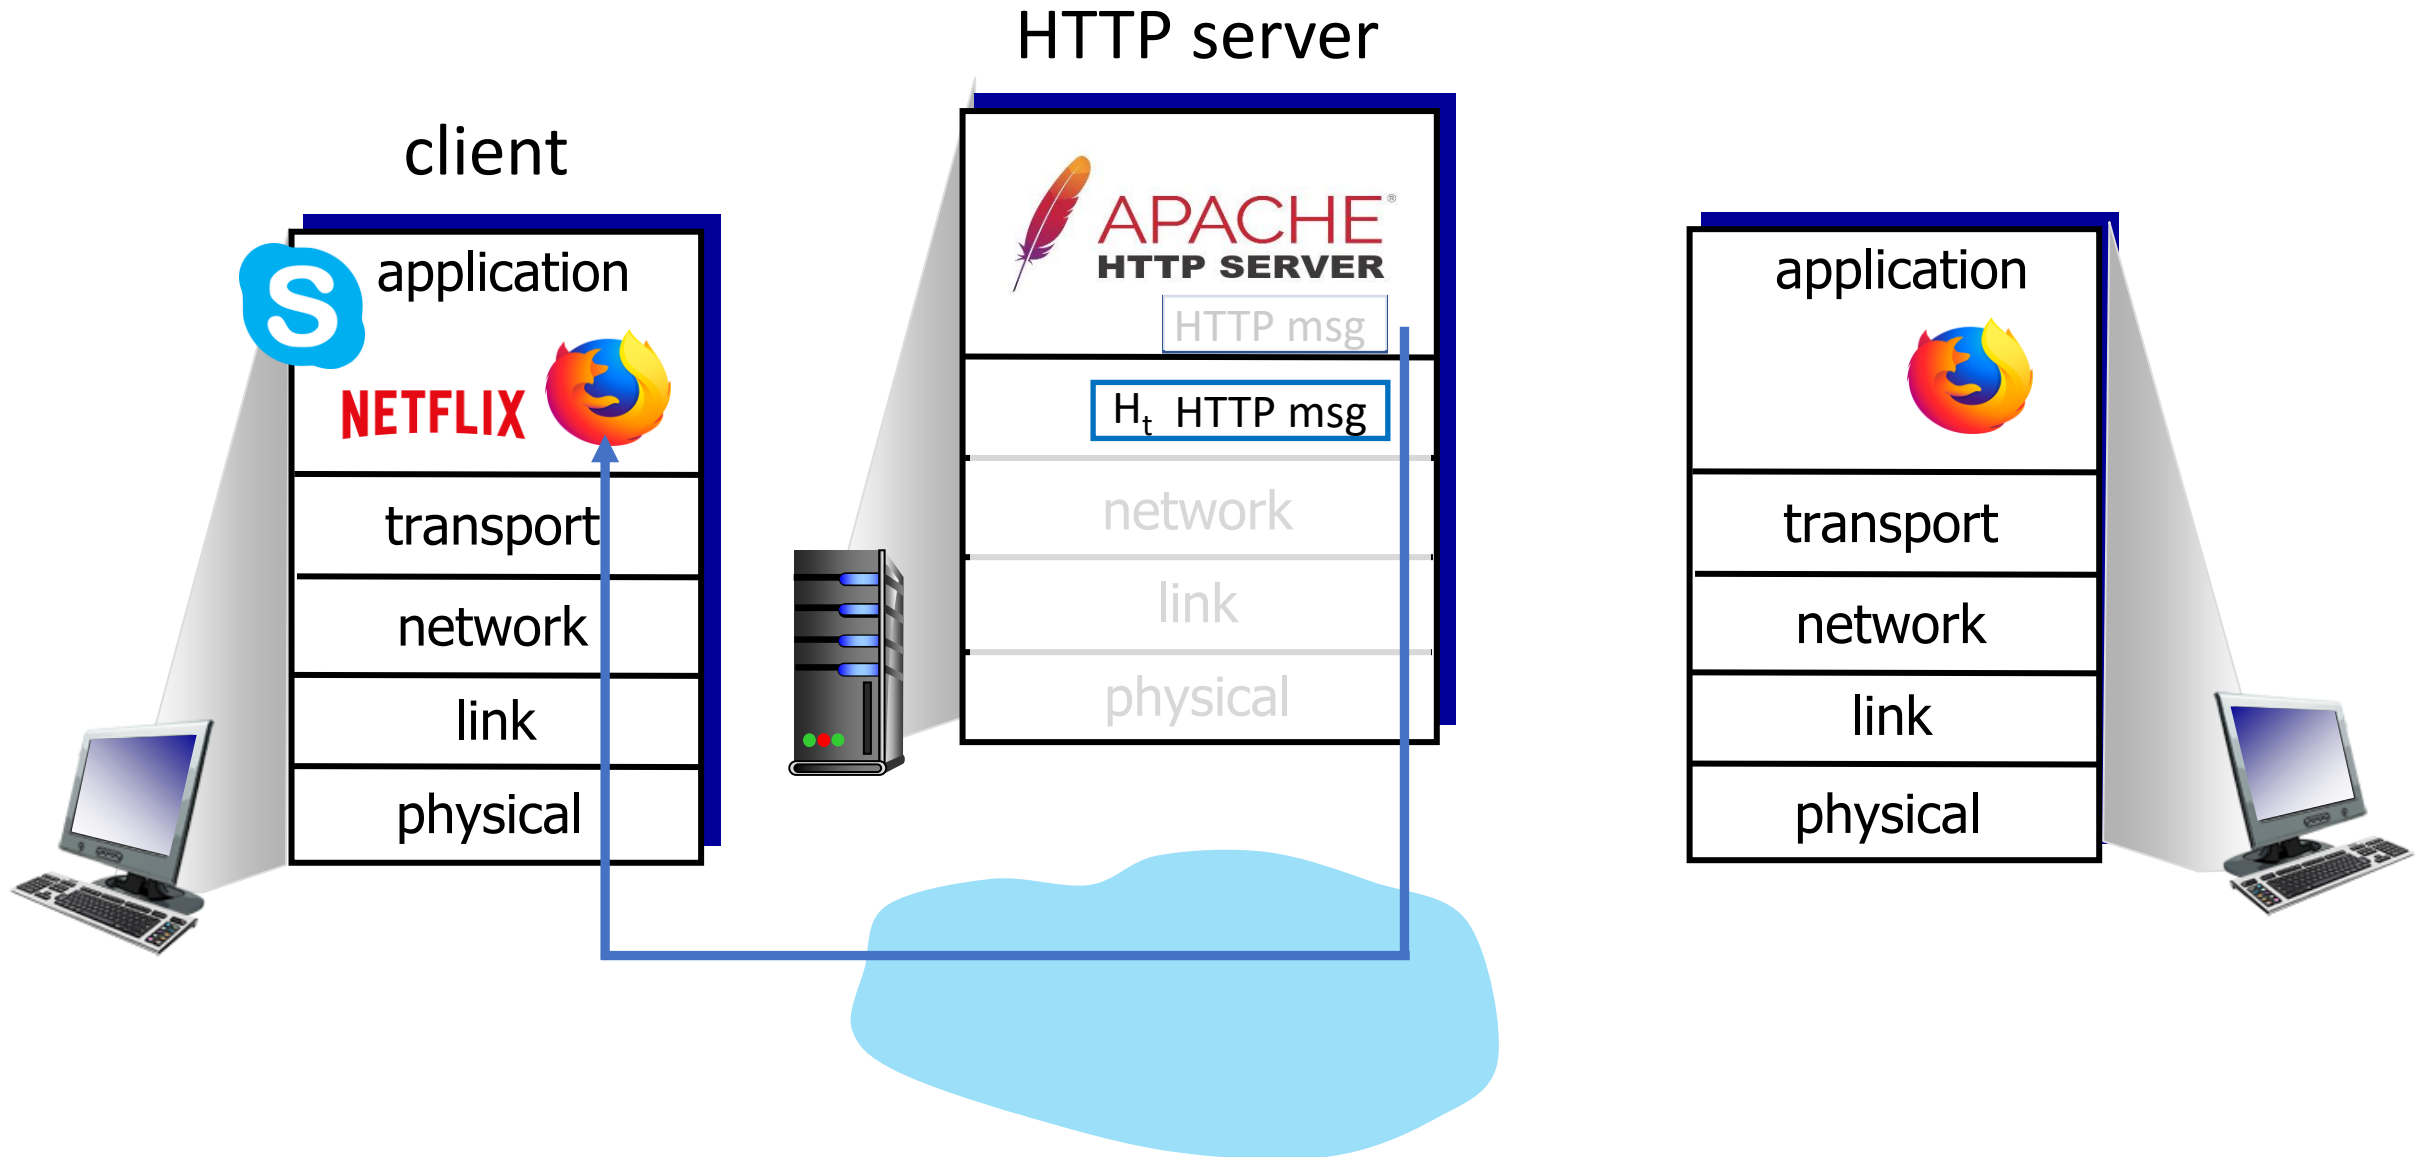 HTTP server
client
application
NETFLIX
transport
network
link
physical
APACHE®
HTTP SERVER
HTTP msg
Ht HTTP msg
network
link
physical
application
transport
network
link
physical